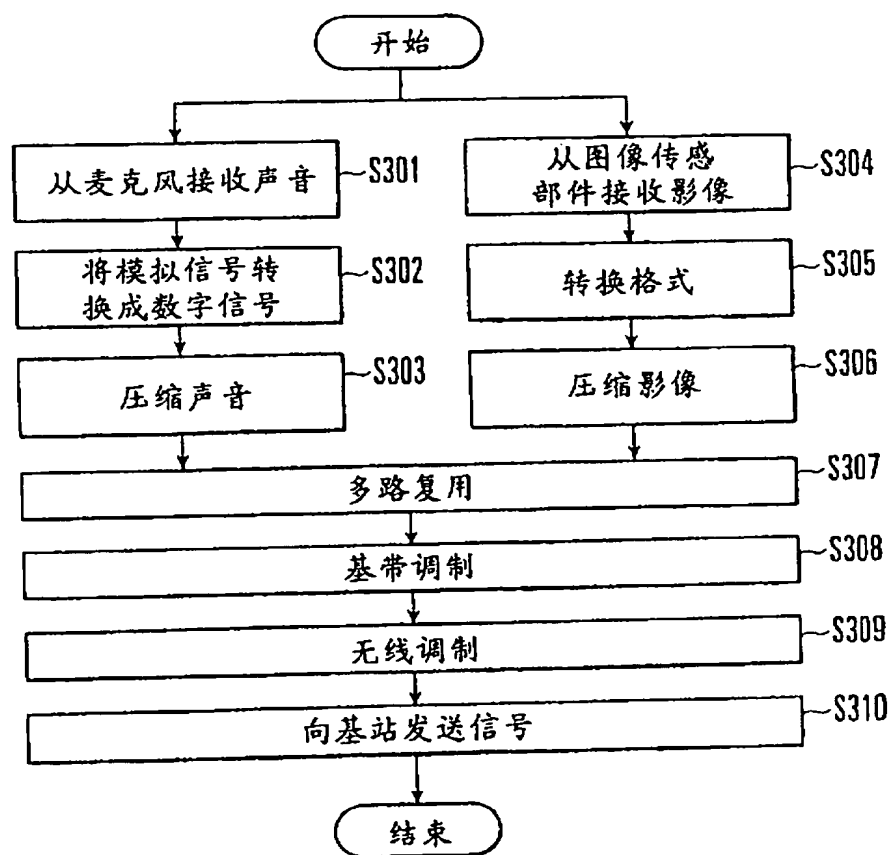 开始
从麦克风接收声音
S301
将模拟信号转
换成数字信号
S302
压缩声音
S303
从图像传感
部件接收影像
S304
转换格式
S305
压缩影像
S306
多路复用
S307
基带调制
S308
无线调制
S309
向基站发送信号
S310
结束